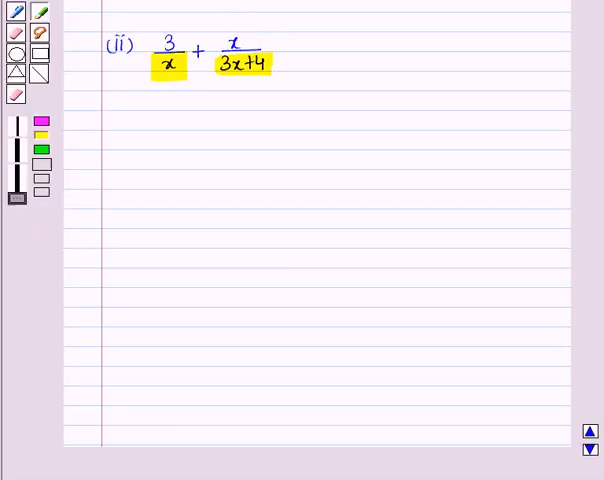 (ii) 3/x + x/3x+4